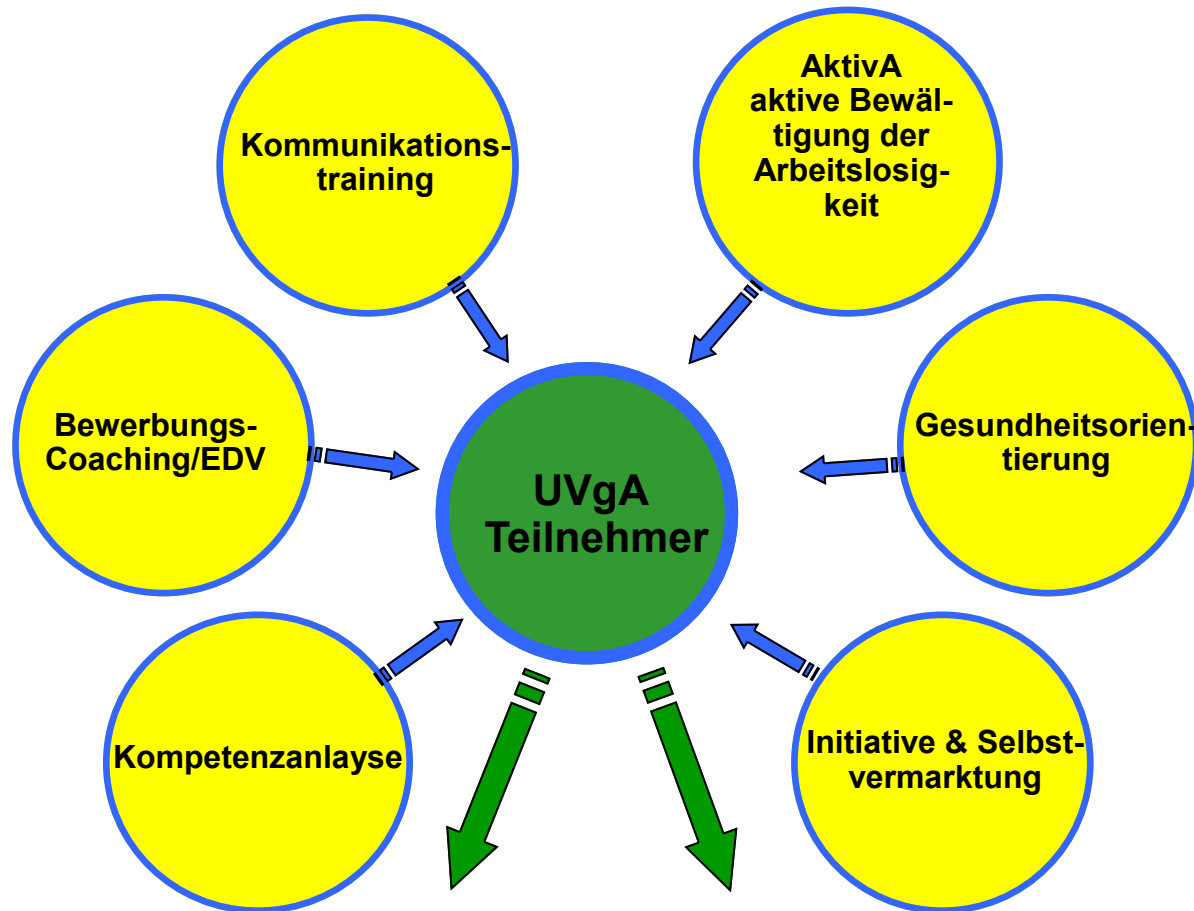 Kommunikations-
training
AktivA
aktive Bewäl-
tigung der
Arbeitslosig-
keit
Bewerbungs-
Coaching/EDV
Gesundheitsorien-
tierung
UVgA
Teilnehmer
Kompetenzanlayse
Initiative & Selbst-
vermarktung